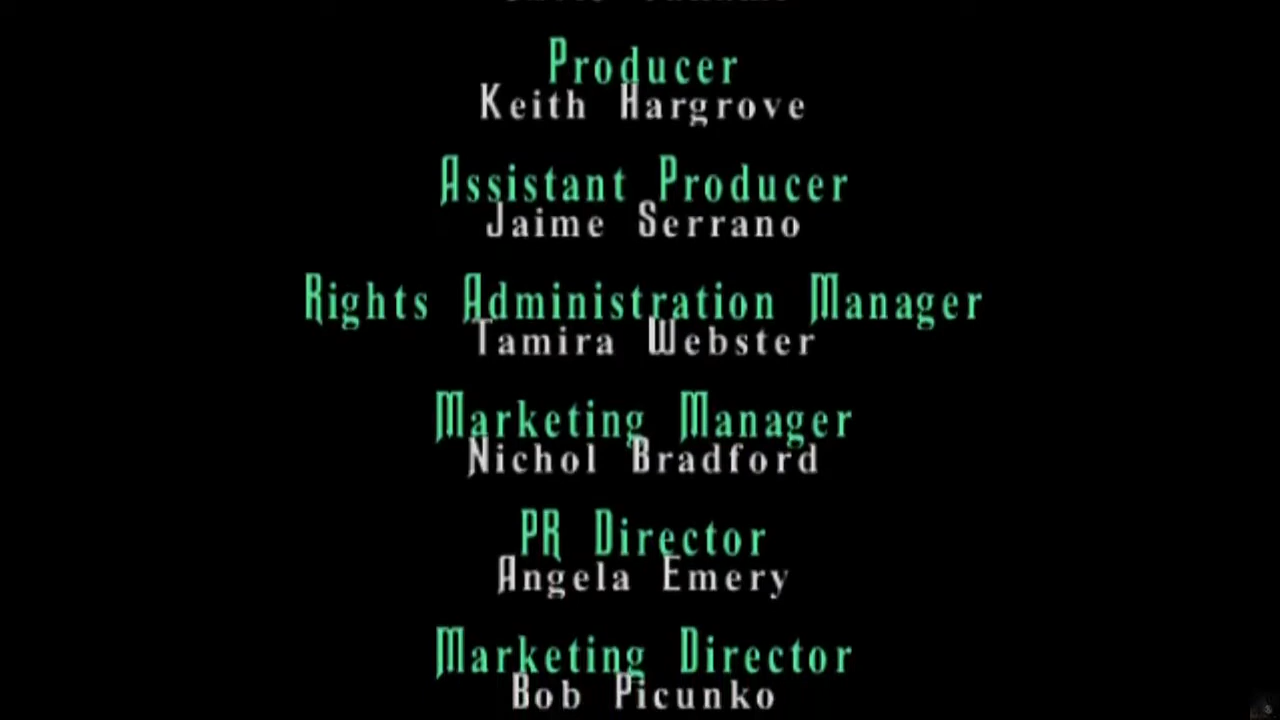 Producer
Keith Hargrove
Assistant Producer
Jaime Serrano
Rights Administration Manager
Tamira Webster
Marketing Manager
Nichol Bradford
PR Director
Angela Emery
Marketing Director
Bob Picunko